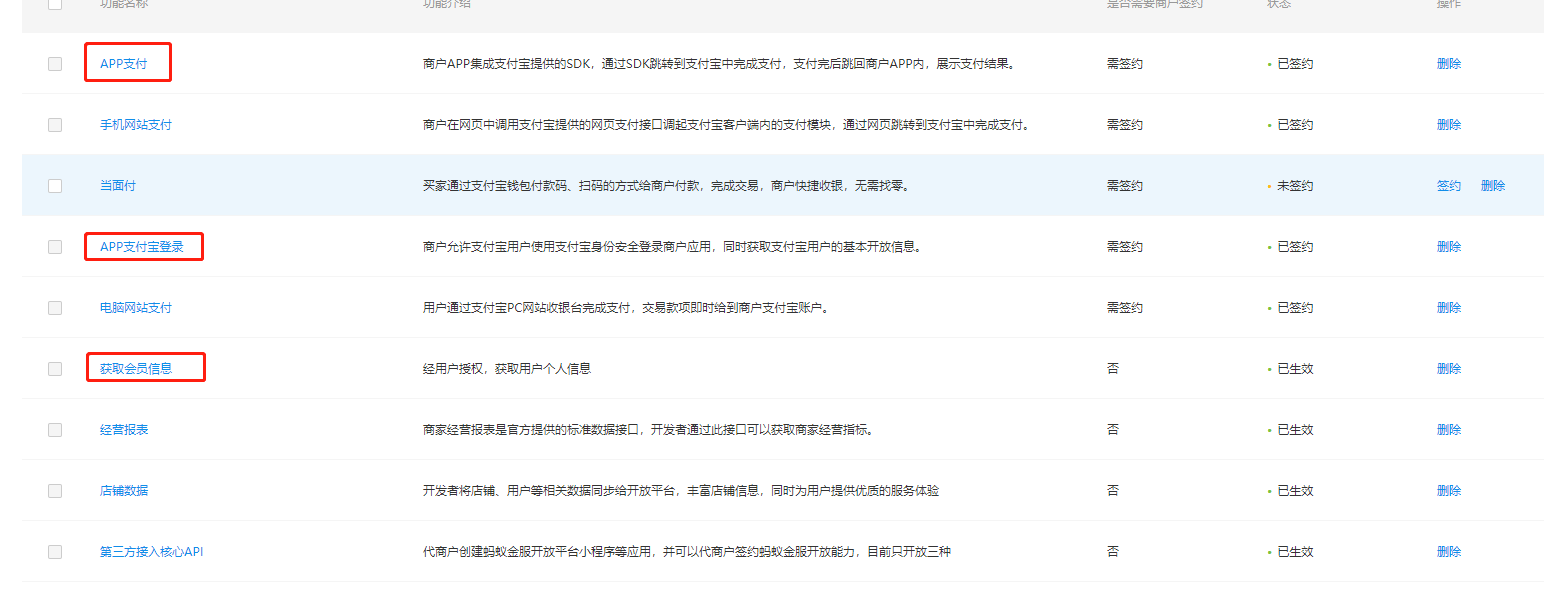 功能名称 功能介绍 是否需要商户签约 状态 操作
APP支付 商户APP集成支付宝提供的SDK，通过SDK跳转到支付宝中完成支付，支付完后跳回商户APP内，展示支付结果。 需签约 已签约 删除
手机网站支付 商户在网页中调用支付宝提供的网页支付接口调起支付宝客户端内的支付模块，通过网页跳转到支付宝中完成支付。 需签约 已签约 删除
当面付 买家通过支付宝钱包付款码、扫码的方式给商户付款，完成交易，商户快捷收银，无需找零。 需签约 未签约 签约 删除
APP支付宝登录 商户允许支付宝用户使用支付宝身份安全登录商户应用，同时获取支付宝用户的基本开放信息。 需签约 已签约 删除
电脑网站支付 用户通过支付宝PC网站收银台完成支付，交易款项即时给到商户支付宝账户。 需签约 已签约 删除
获取会员信息 经用户授权，获取用户个人信息 否 已生效 删除
经营报表 商家经营报表是官方提供的标准数据接口，开发者通过此接口可以获取商家经营指标。 否 已生效 删除
店铺数据 开发者将店铺、用户等相关数据同步给开放平台，丰富店铺信息，同时为用户提供优质的服务体验 否 已生效 删除
第三方接入核心API 代商户创建蚂蚁金服开放平台小程序等应用，并可以代商户签约蚂蚁金服开放能力，目前只开放三种 否 已生效 删除